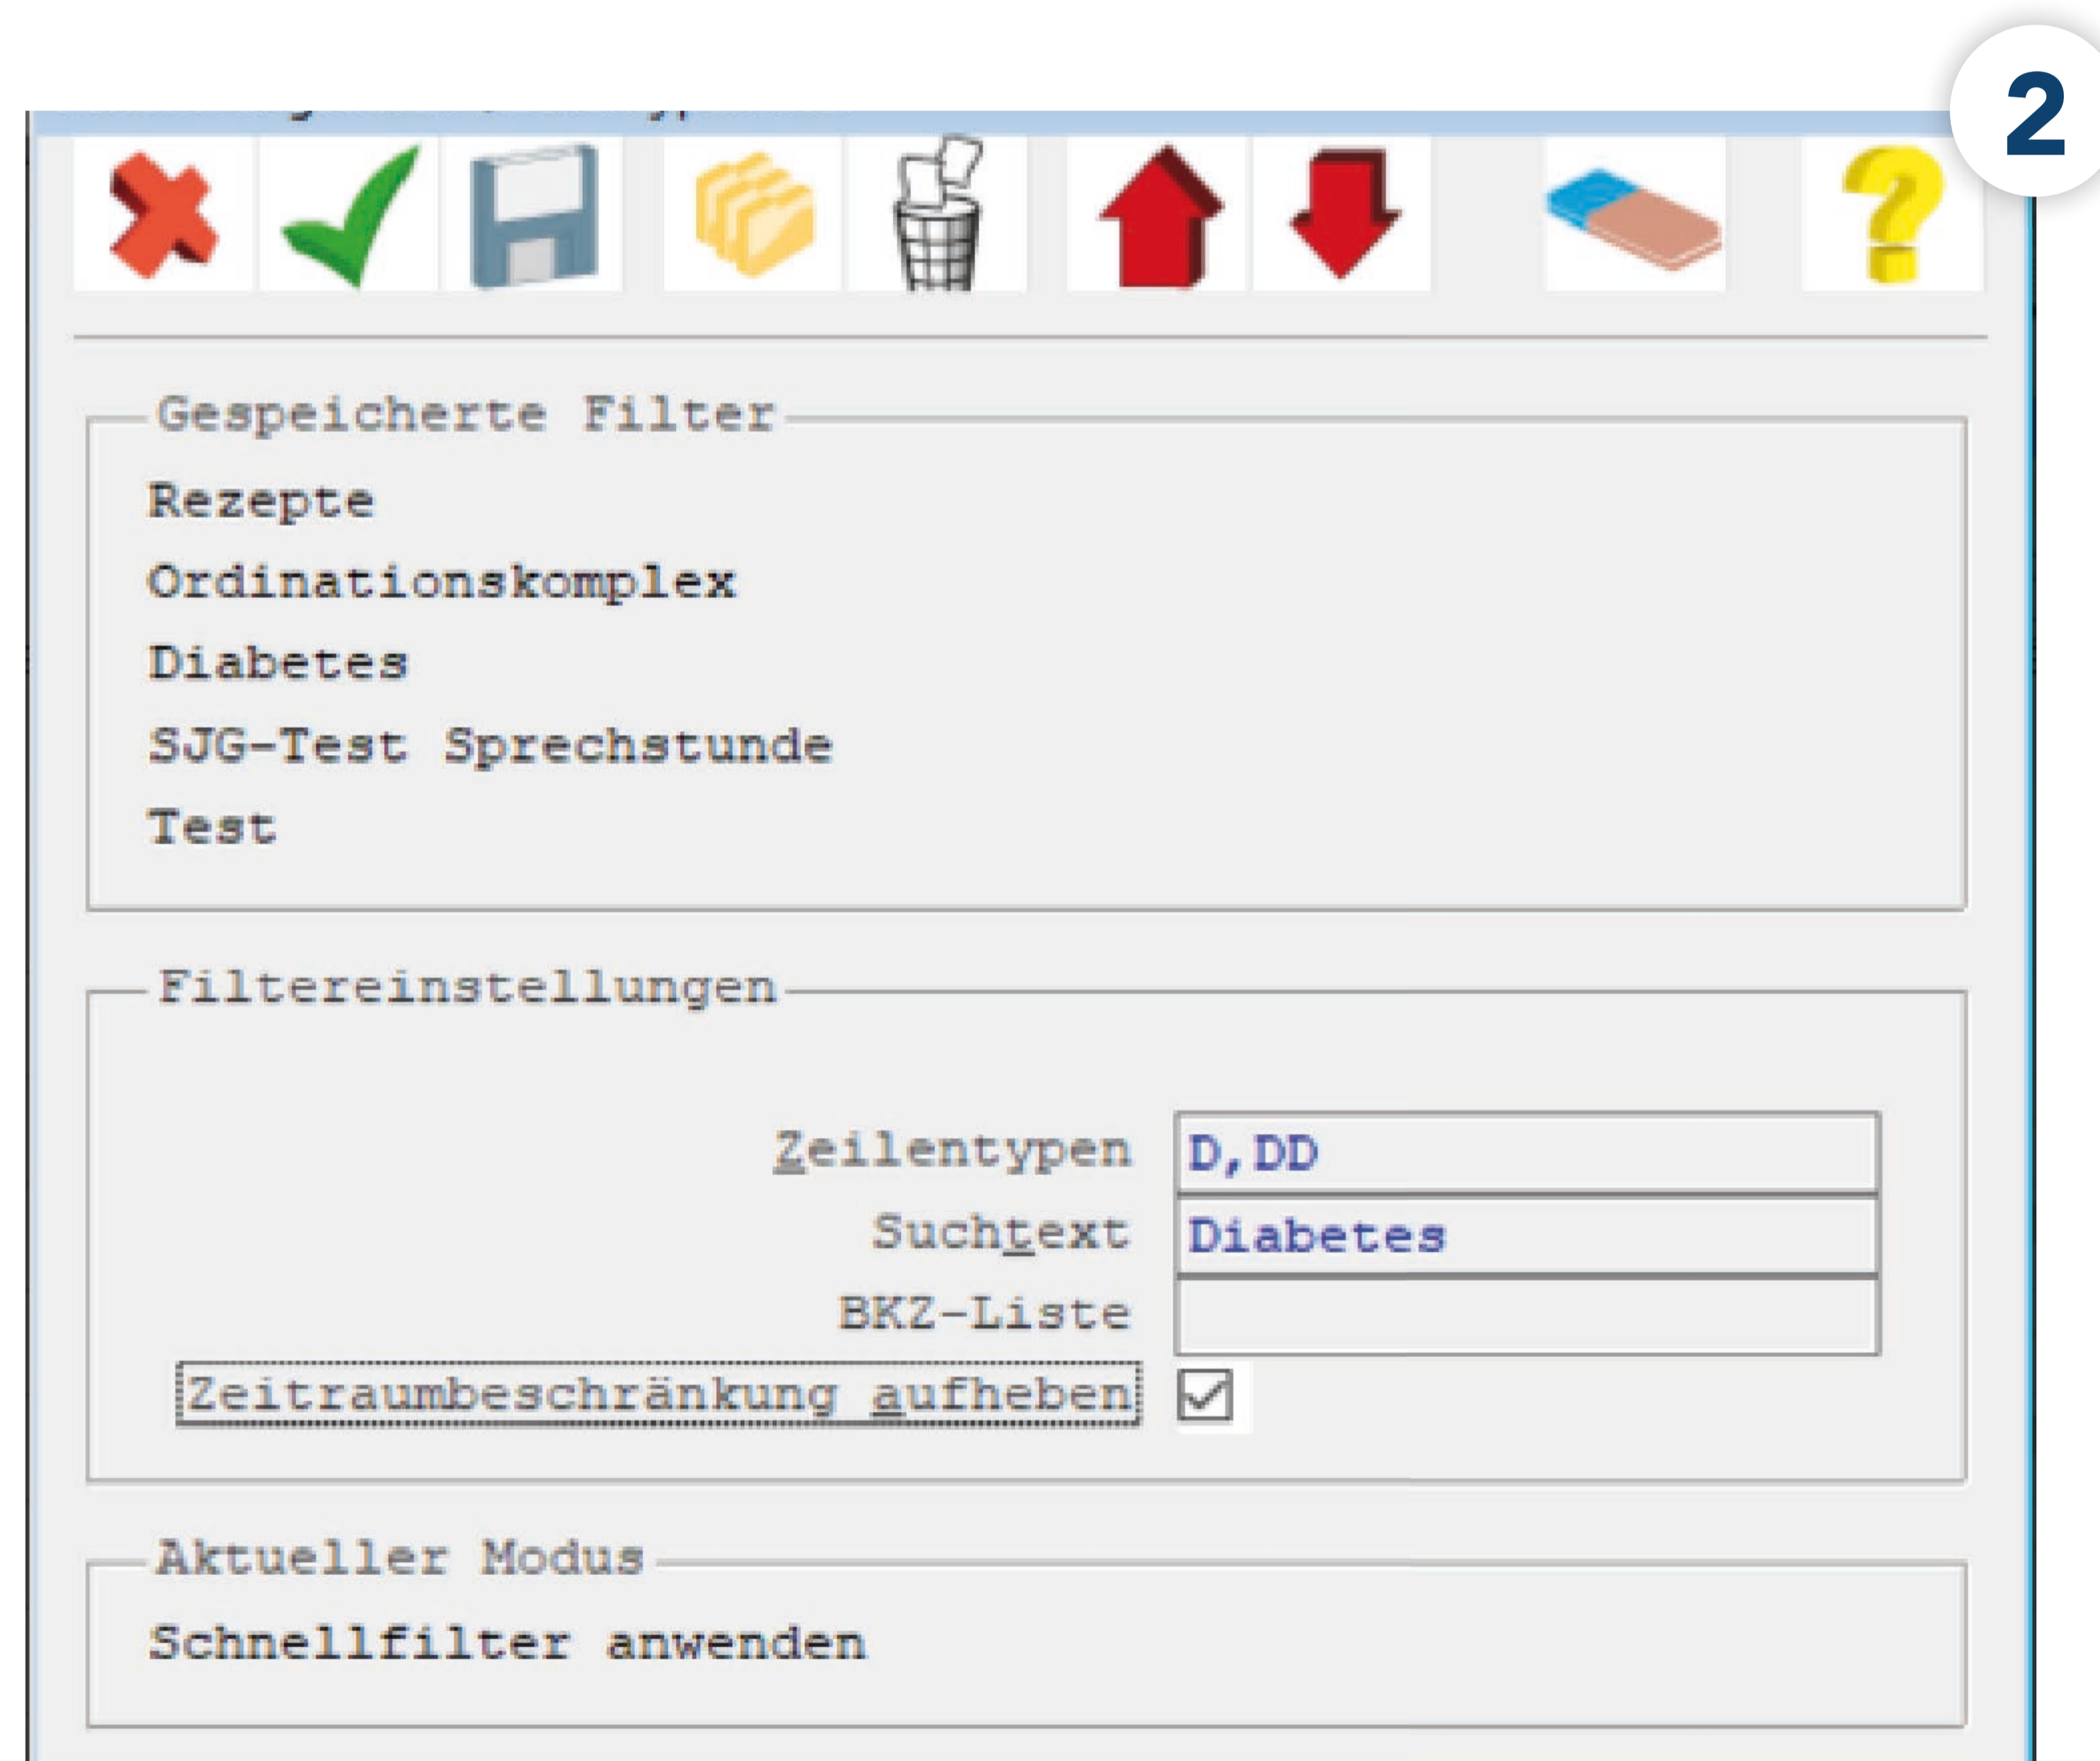 2
Gespeicherte Filter
Rezepte
Ordinationskomplex
Diabetes
SJG-Test Sprechstunde
Test
Filtereinstellungen
Zeilentypen D,DD
Suchtext Diabetes
BKZ-Liste
Zeitraumbeschränkung aufheben
Aktueller Modus
Schnellfilter anwenden